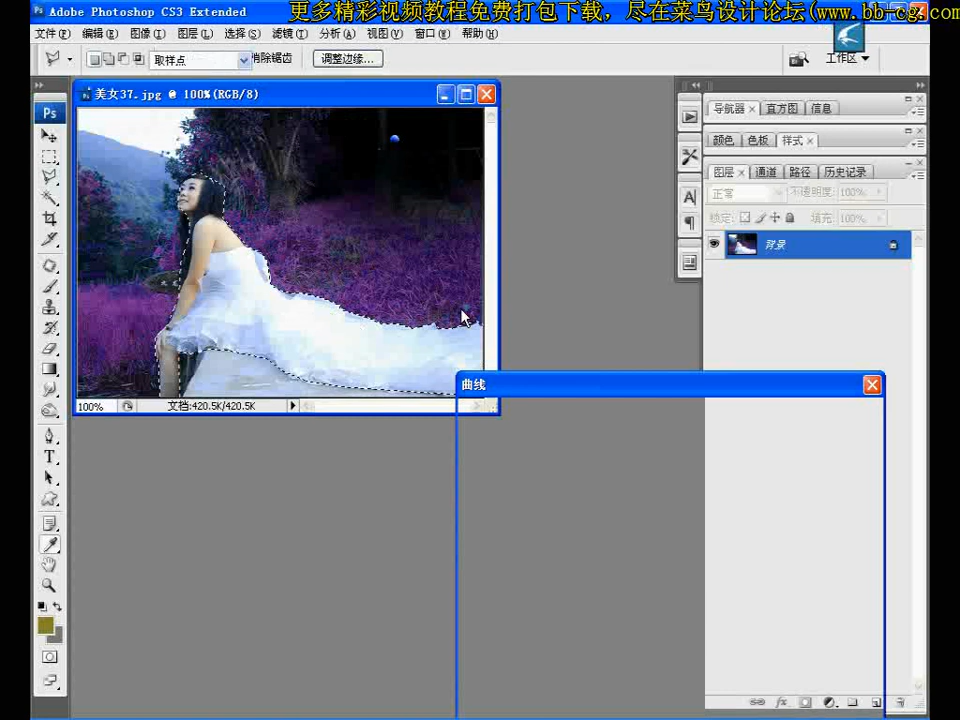 Adobe Photoshop CS3 Extended
更多精彩视频教程免费打包下载，尽在菜鸟设计论坛(www.bb-cg.com
文件(F) 编辑(E) 图像(I) 图层(L) 选择(S) 滤镜(T) 分析(A) 视图(V) 窗口(W) 帮助(H)
取样点 消除锯齿 调整边缘... 工作区
Ps
美女37.jpg @ 100%(RGB/8)
导航器 直方图 信息
颜色 色板 样式
图层 通道 路径 历史记录
正常 不透明度: 100%
锁定: 填充: 100%
背景
曲线
100% 文档:420.5K/420.5K